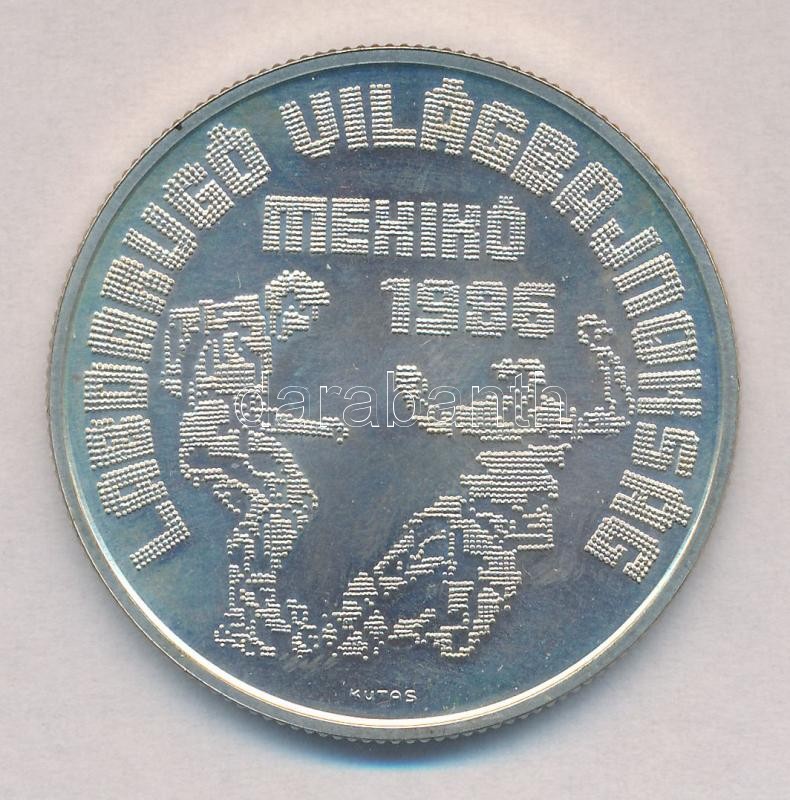 LABDARUGÓ VILÁGBAJNOKSÁG
MEXIKÓ
1986
darabanth
KUTAS